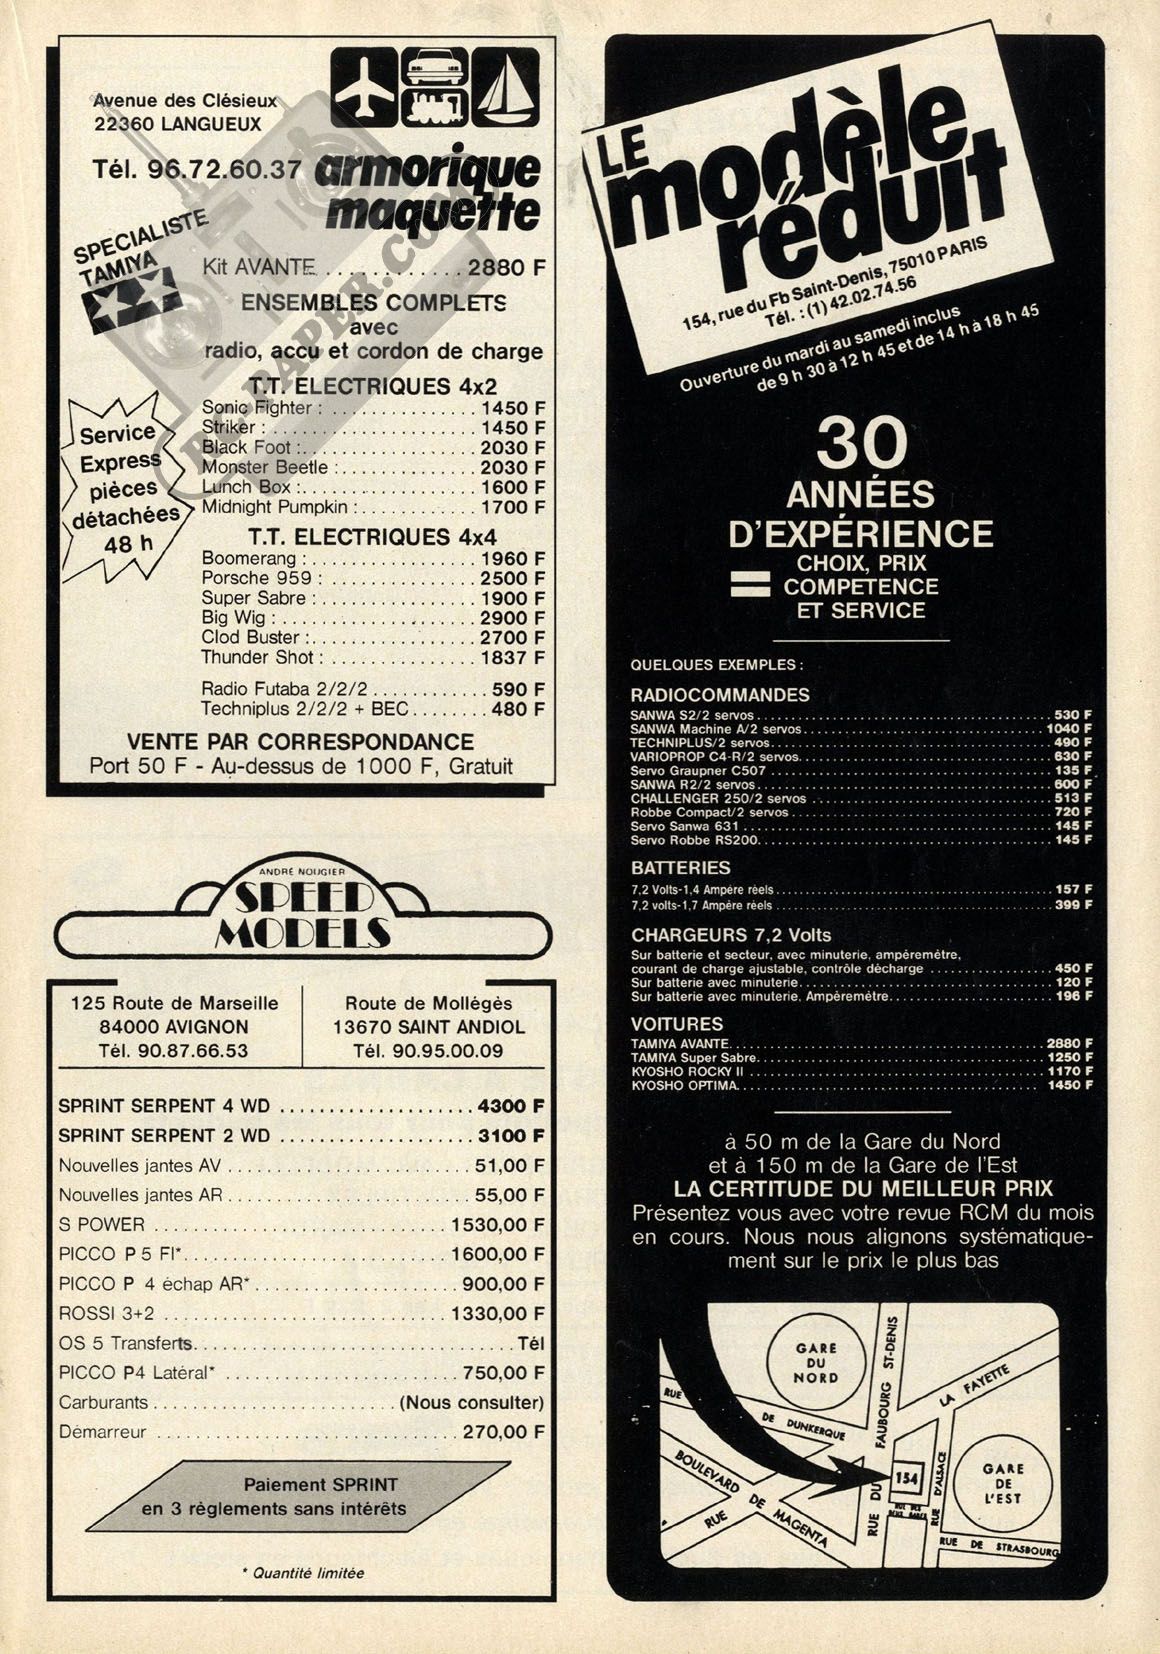 Avenue des Clésieux
22360 LANGUEUX
Tél. 96.72.60.37
armorique
maquette
SPECIALISTE
TAMIYA
Kit AVANTE ............ 2880 F
ENSEMBLES COMPLETS
avec
radio, accu et cordon de charge
T.T. ELECTRIQUES 4x2
Sonic Fighter : ............ 1450 F
Striker : ............ 1450 F
Black Foot : ............ 2030 F
Monster Beetle : ............ 2030 F
Lunch Box : ............ 1600 F
Midnight Pumpkin : ............ 1700 F
Service
Express
pièces
détachées
48 h
T.T. ELECTRIQUES 4x4
Boomerang : ............ 1960 F
Porsche 959 : ............ 2500 F
Super Sabre : ............ 1900 F
Big Wig : ............ 2900 F
Clod Buster : ............ 2700 F
Thunder Shot : ............ 1837 F
Radio Futaba 2/2/2 ............ 590 F
Techniplus 2/2/2 + BEC ........ 480 F
VENTE PAR CORRESPONDANCE
Port 50 F - Au-dessus de 1000 F, Gratuit
RC-PAPER.COM
ANDRÉ NOUGIER
SPEED
MODELS
125 Route de Marseille
84000 AVIGNON
Tél. 90.87.66.53
Route de Mollégès
13670 SAINT ANDIOL
Tél. 90.95.00.09
SPRINT SERPENT 4 WD ............ 4300 F
SPRINT SERPENT 2 WD ............ 3100 F
Nouvelles jantes AV ............ 51,00 F
Nouvelles jantes AR ............ 55,00 F
S POWER ............ 1530,00 F
PICCO P 5 FI* ............ 1600,00 F
PICCO P 4 échap AR* ............ 900,00 F
ROSSI 3+2 ............ 1330,00 F
OS 5 Transferts ............ Tél
PICCO P4 Latéral* ............ 750,00 F
Carburants ............ (Nous consulter)
Démarreur ............ 270,00 F
Paiement SPRINT
en 3 règlements sans intérêts
* Quantité limitée
LE
modèle
réduit
154, rue du Fb Saint-Denis, 75010 PARIS
Tél. : (1) 42.02.74.56
Ouverture du mardi au samedi inclus
de 9 h 30 à 12 h 45 et de 14 h à 18 h 45
30
ANNÉES
D'EXPÉRIENCE
= CHOIX, PRIX
COMPETENCE
ET SERVICE
QUELQUES EXEMPLES :
RADIOCOMMANDES
SANWA S2/2 servos ............ 530 F
SANWA Machine A/2 servos ............ 1040 F
TECHNIPLUS/2 servos ............ 490 F
VARIOPROP C4-R/2 servos ............ 630 F
Servo Graupner C507 ............ 135 F
SANWA R2/2 servos ............ 600 F
CHALLENGER 250/2 servos ............ 513 F
Robbe Compact/2 servos ............ 720 F
Servo Sanwa 631 ............ 145 F
Servo Robbe RS200 ............ 145 F
BATTERIES
7,2 Volts-1,4 Ampère réels ............ 157 F
7,2 volts-1,7 Ampère réels ............ 399 F
CHARGEURS 7,2 Volts
Sur batterie et secteur, avec minuterie, ampéremètre,
courant de charge ajustable, contrôle décharge ............ 450 F
Sur batterie avec minuterie ............ 120 F
Sur batterie avec minuterie, Ampèremètre ............ 196 F
VOITURES
TAMIYA AVANTE ............ 2880 F
TAMIYA Super Sabre ............ 1250 F
KYOSHO ROCKY II ............ 1170 F
KYOSHO OPTIMA ............ 1450 F
à 50 m de la Gare du Nord
et à 150 m de la Gare de l'Est
LA CERTITUDE DU MEILLEUR PRIX
Présentez vous avec votre revue RCM du mois
en cours. Nous nous alignons systématique-
ment sur le prix le plus bas
GARE
DU
NORD
RUE DU FAUBOURG ST-DENIS
LA FAYETTE
RUE DE DUNKERQUE
BOULEVARD DE MAGENTA
RUE
154
RUE D'ALSACE
GARE
DE
L'EST
RUE DES
DEUX GARES
RUE DE STRASBOURG